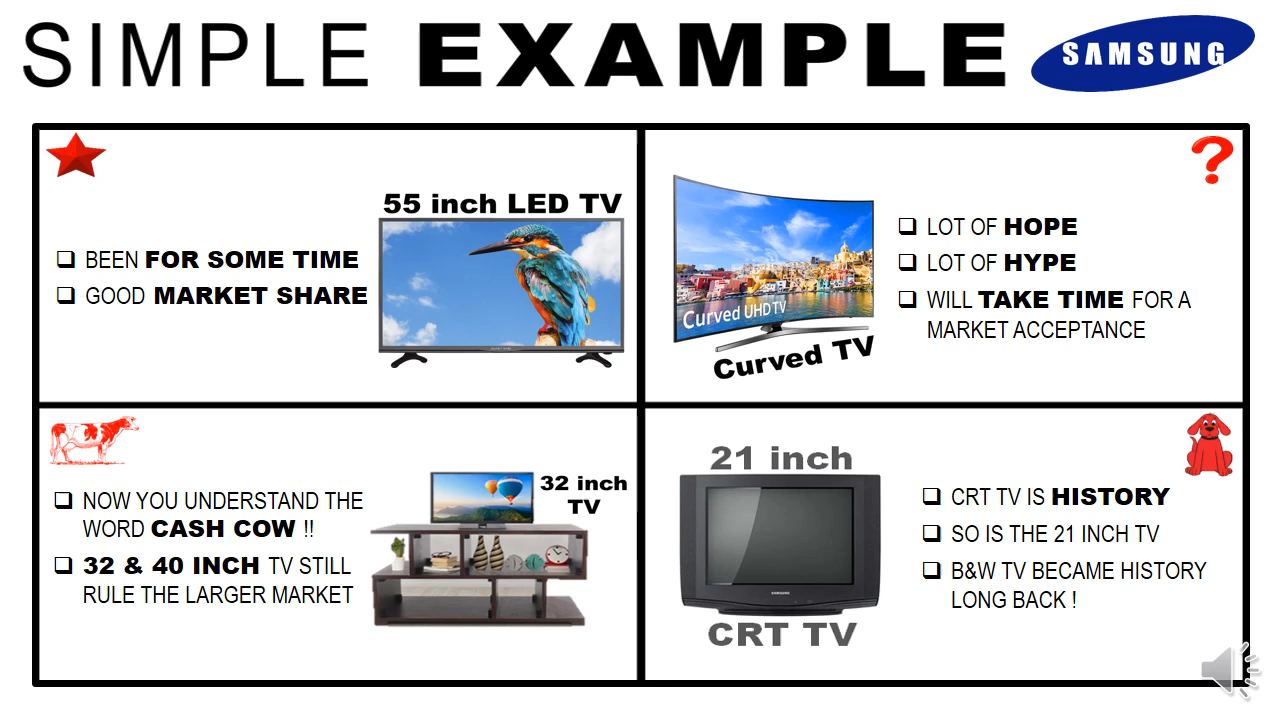 SIMPLE EXAMPLE
SAMSUNG
55 inch LED TV
❑ BEEN FOR SOME TIME
❑ GOOD MARKET SHARE
?
Curved UHD TV
Curved TV
❑ LOT OF HOPE
❑ LOT OF HYPE
❑ WILL TAKE TIME FOR A
MARKET ACCEPTANCE
❑ NOW YOU UNDERSTAND THE
WORD CASH COW !!
❑ 32 & 40 INCH TV STILL
RULE THE LARGER MARKET
32 inch
TV
21 inch
SAMSUNG
CRT TV
❑ CRT TV IS HISTORY
❑ SO IS THE 21 INCH TV
❑ B&W TV BECAME HISTORY
LONG BACK !